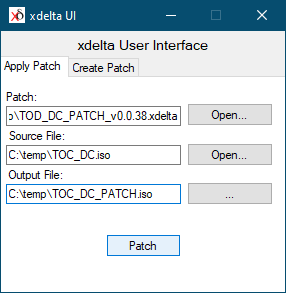 xdelta UI
xdelta User Interface
Apply Patch
Create Patch
Patch:
\TOD_DC_PATCH_v0.0.38.xdelta
Open...
Source File:
C:\temp\TOC_DC.iso
Open...
Output File:
C:\temp\TOC_DC_PATCH.iso
...
Patch